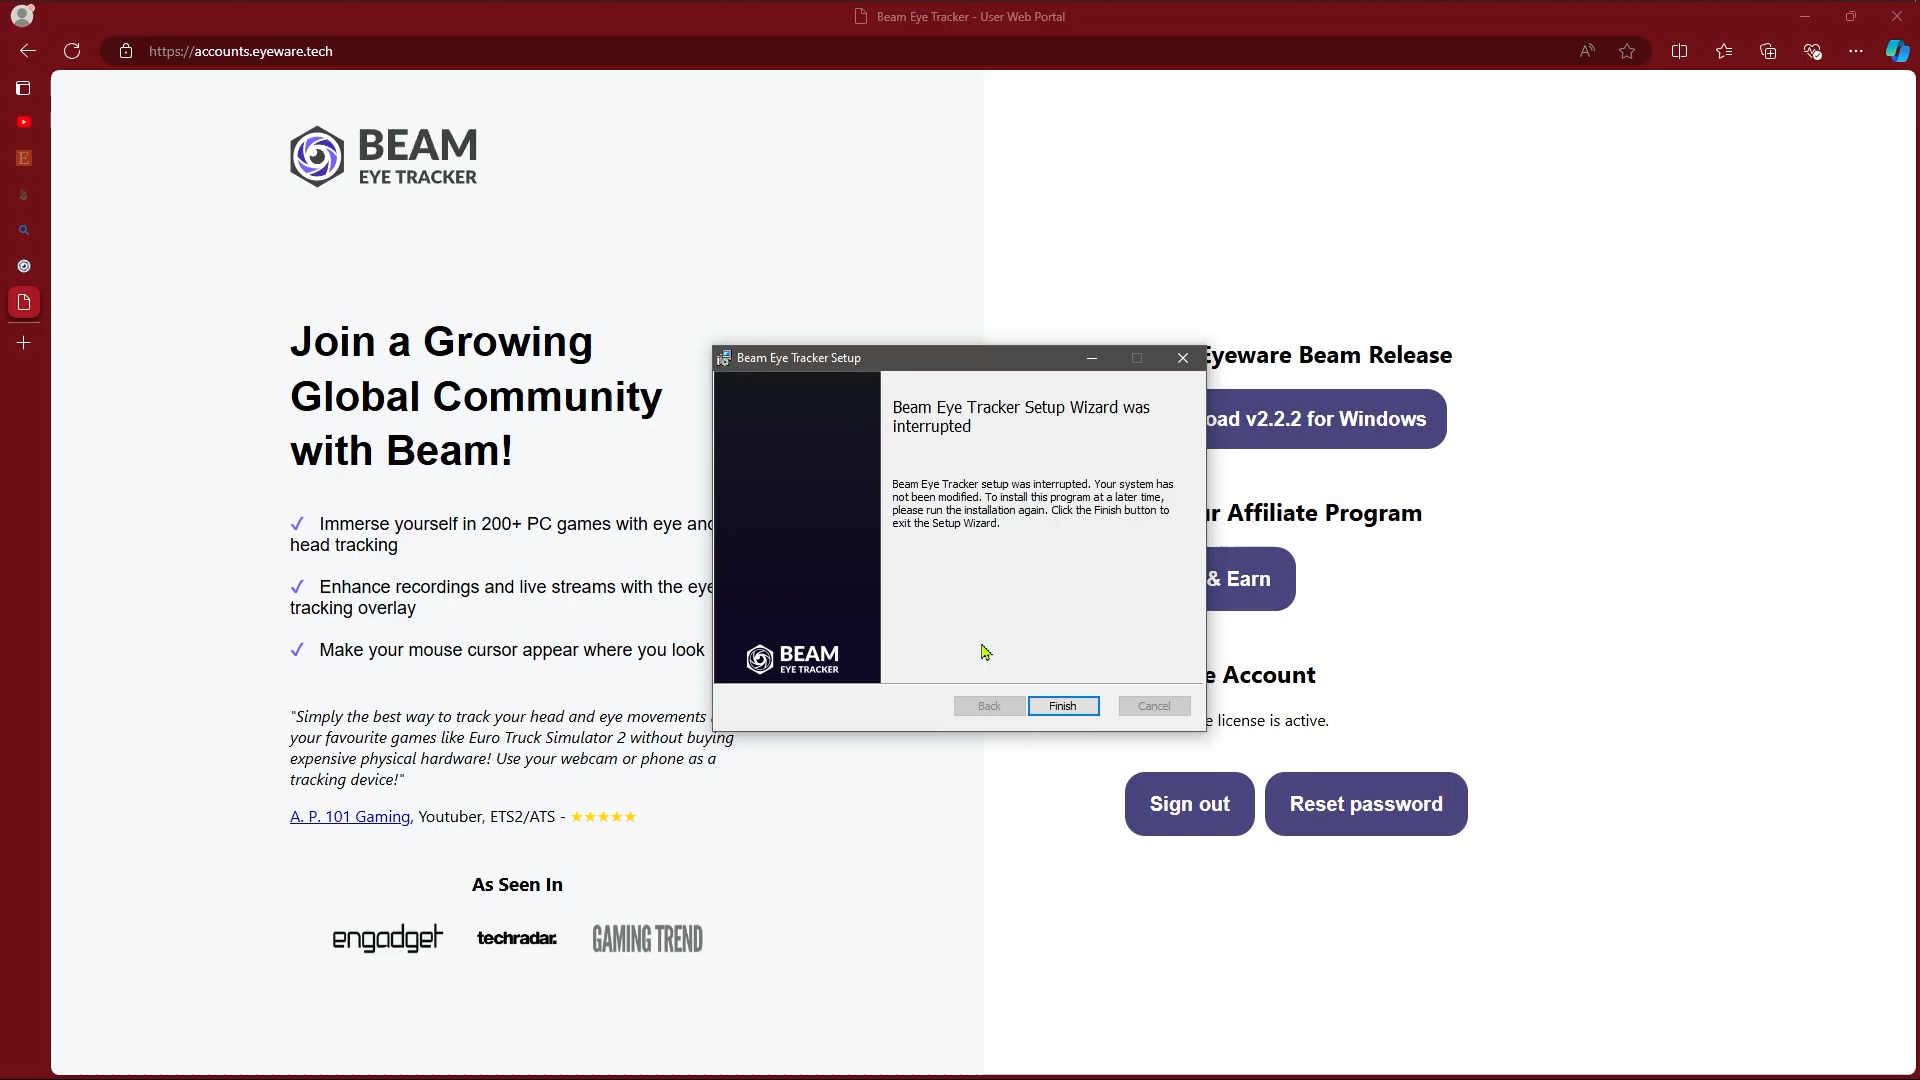 Beam Eye Tracker - User Web Portal
https://accounts.eyeware.tech
BEAM
EYE TRACKER
Join a Growing
Global Community
with Beam!
✓ Immerse yourself in 200+ PC games with eye and
head tracking
✓ Enhance recordings and live streams with the eye
tracking overlay
✓ Make your mouse cursor appear where you look
"Simply the best way to track your head and eye movements
your favourite games like Euro Truck Simulator 2 without buying
expensive physical hardware! Use your webcam or phone as a
tracking device!"
A. P. 101 Gaming, Youtuber, ETS2/ATS - ★★★★★
As Seen In
engadget techradar. GAMING TREND
Beam Eye Tracker Setup
Beam Eye Tracker Setup Wizard was
interrupted
Beam Eye Tracker setup was interrupted. Your system has
not been modified. To install this program at a later time,
please run the installation again. Click the Finish button to
exit the Setup Wizard.
BEAM
EYE TRACKER
Back Finish Cancel
Eyeware Beam Release
oad v2.2.2 for Windows
r Affiliate Program
& Earn
e Account
e license is active.
Sign out Reset password